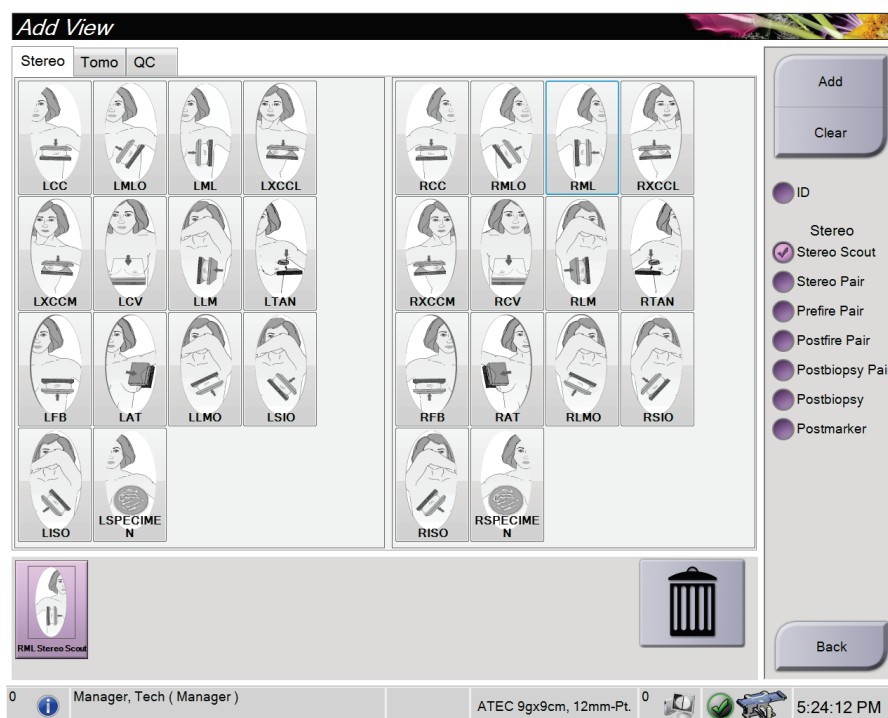 Add View
Stereo Tomo QC
LCC LMLO LML LXCCL RCC RMLO RML RXCCL
LXCCM LCV LLM LTAN RXCCM RCV RLM RTAN
LFB LAT LLMO LSIO RFB RAT RLMO RSIO
LISO LSPECIME
N
RISO RSPECIME
N
RML Stereo Scout
Add
Clear
ID
Stereo
Stereo Scout
Stereo Pair
Prefire Pair
Postfire Pair
Postbiopsy Pai
Postbiopsy
Postmarker
Back
0 Manager, Tech ( Manager ) ATEC 9gx9cm, 12mm-Pt. 0 5:24:12 PM